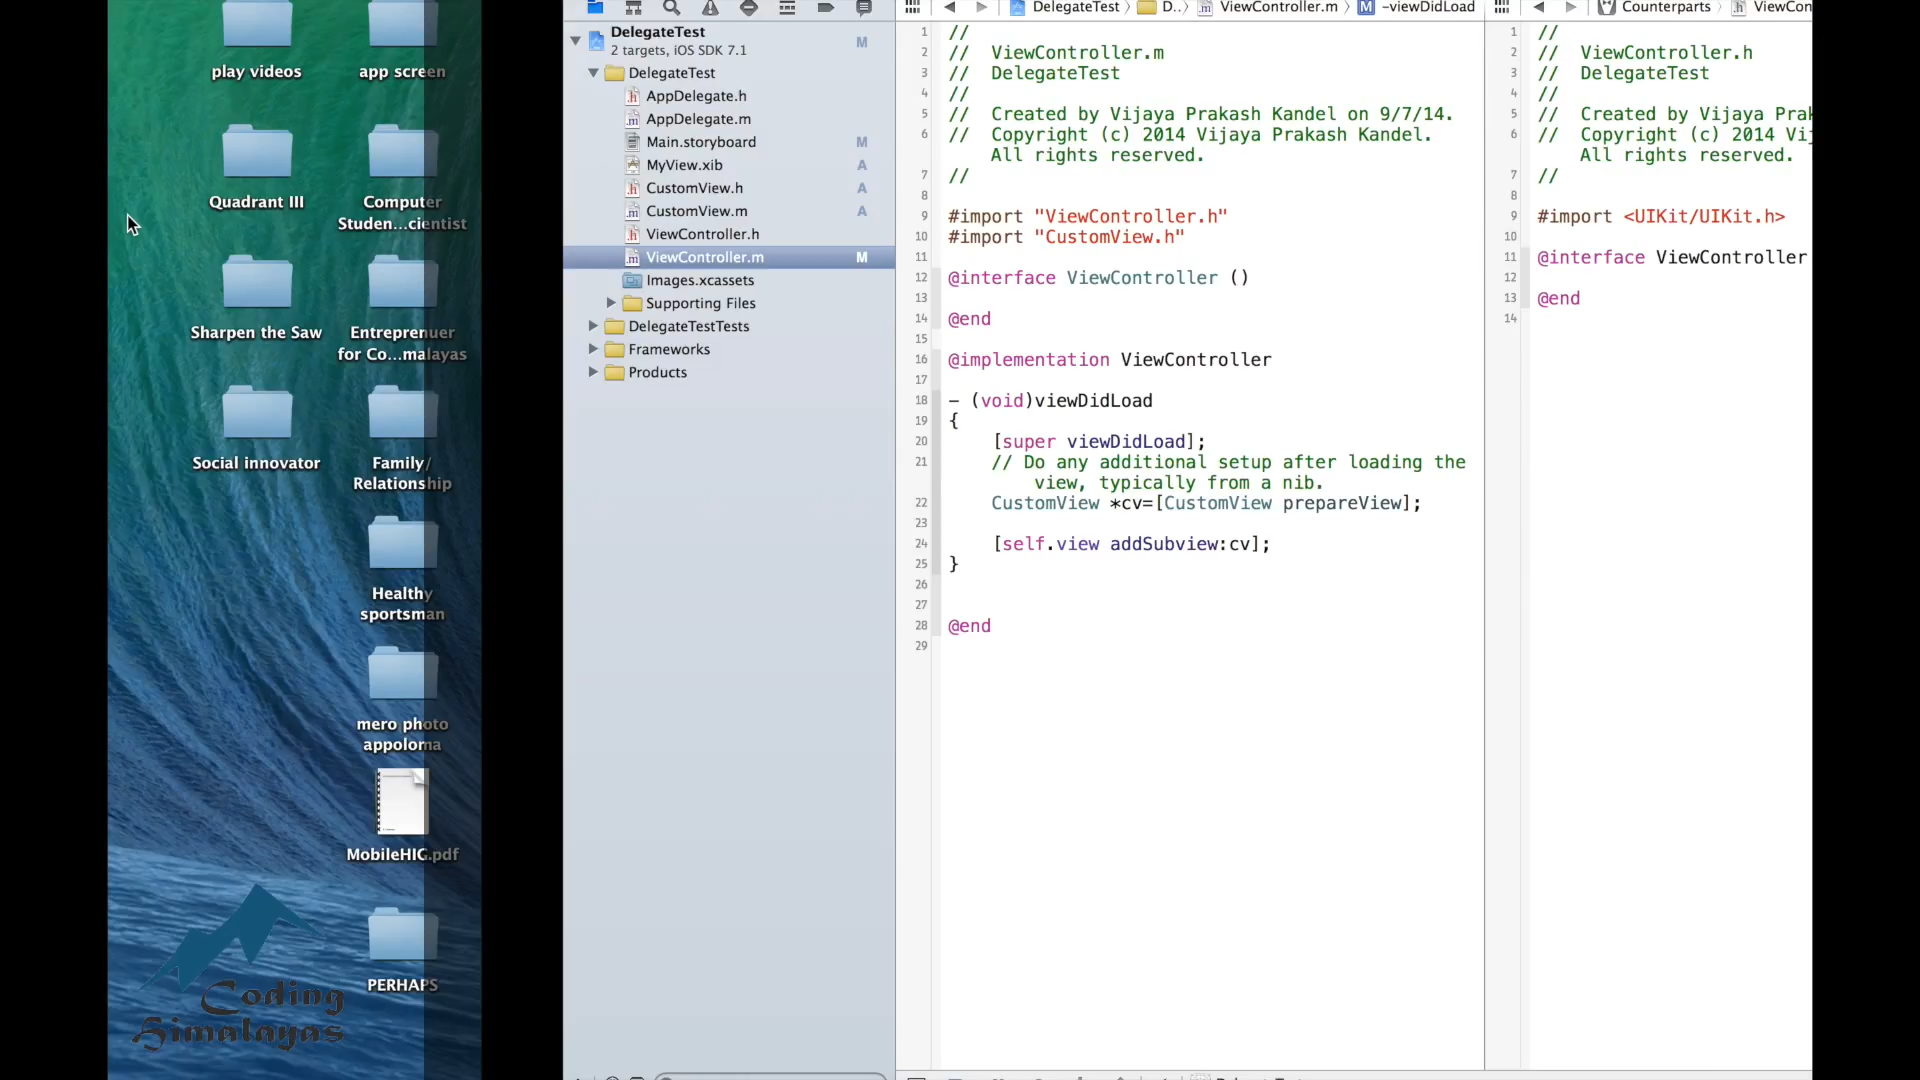 play videos
app screen
Quadrant III
Computer
Studen...cientist
Sharpen the Saw
Entreprenuer
for Co...malayas
Social innovator
Family/
Relationship
Healthy
sportsman
mero photo
appoloma
MobileHIG.pdf
PERHAPS
Coding
Himalayas
DelegateTest
M
2 targets, iOS SDK 7.1
DelegateTest
AppDelegate.h
AppDelegate.m
Main.storyboard M
MyView.xib A
CustomView.h A
CustomView.m A
ViewController.h
ViewController.m M
Images.xcassets
Supporting Files
DelegateTestTests
Frameworks
Products
DelegateTest D... ViewController.m M -viewDidLoad
1 //
2 // ViewController.m
3 // DelegateTest
4 //
5 // Created by Vijaya Prakash Kandel on 9/7/14.
6 // Copyright (c) 2014 Vijaya Prakash Kandel.
All rights reserved.
7 //
8
9 #import "ViewController.h"
10 #import "CustomView.h"
11
12 @interface ViewController ()
13
14 @end
15
16 @implementation ViewController
17
18 - (void)viewDidLoad
19 {
20 [super viewDidLoad];
21 // Do any additional setup after loading the
view, typically from a nib.
22 CustomView *cv=[CustomView prepareView];
23
24 [self.view addSubview:cv];
25 }
26
27
28 @end
29
Counterparts ViewCon
1 //
2 // ViewController.h
3 // DelegateTest
4 //
5 // Created by Vijaya Prak
6 // Copyright (c) 2014 Vij
All rights reserved.
7 //
8
9 #import <UIKit/UIKit.h>
10
11 @interface ViewController
12
13 @end
14